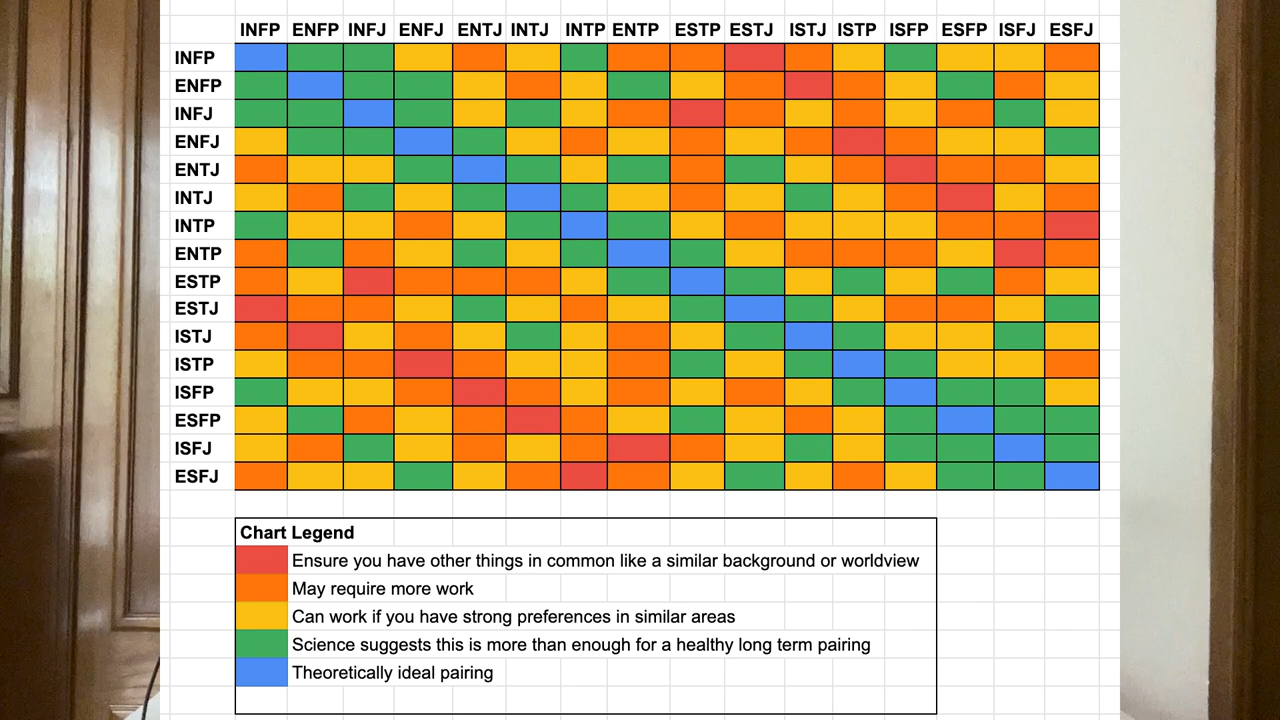 INFP ENFP INFJ ENFJ ENTJ INTJ INTP ENTP ESTP ESTJ ISTJ ISTP ISFP ESFP ISFJ ESFJ
INFP
ENFP
INFJ
ENFJ
ENTJ
INTJ
INTP
ENTP
ESTP
ESTJ
ISTJ
ISTP
ISFP
ESFP
ISFJ
ESFJ
Chart Legend
Ensure you have other things in common like a similar background or worldview
May require more work
Can work if you have strong preferences in similar areas
Science suggests this is more than enough for a healthy long term pairing
Theoretically ideal pairing